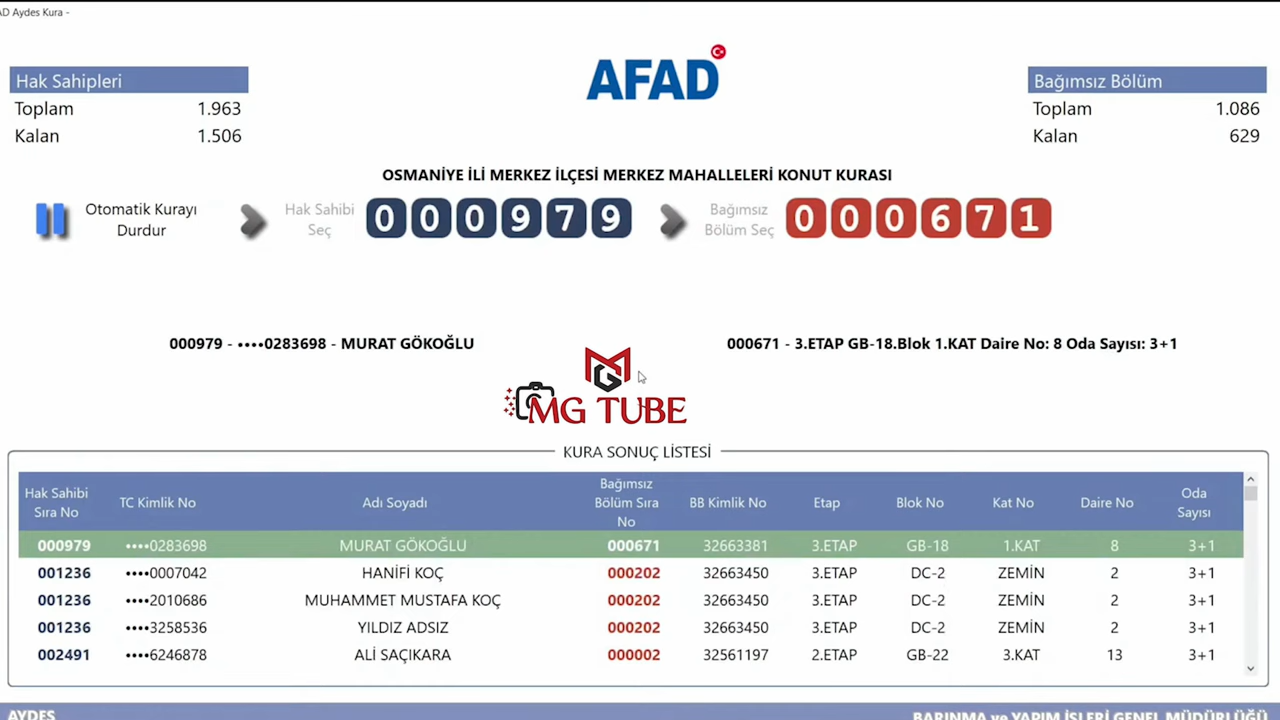 AD Aydes Kura -
AFAD
Hak Sahipleri
Toplam 1.963
Kalan 1.506
Bağımsız Bölüm
Toplam 1.086
Kalan 629
OSMANİYE İLİ MERKEZ İLÇESİ MERKEZ MAHALLELERİ KONUT KURASI
Otomatik Kurayı
Durdur
Hak Sahibi
Seç
000979
Bağımsız
Bölüm Seç
000671
000979 - ••••0283698 - MURAT GÖKOĞLU
000671 - 3.ETAP GB-18.Blok 1.KAT Daire No: 8 Oda Sayısı: 3+1
MG
MG TUBE
KURA SONUÇ LİSTESİ
Hak Sahibi
Sıra No
TC Kimlik No
Adı Soyadı
Bağımsız
Bölüm Sıra
No
BB Kimlik No
Etap
Blok No
Kat No
Daire No
Oda
Sayısı
000979 ••••0283698 MURAT GÖKOĞLU 000671 32663381 3.ETAP GB-18 1.KAT 8 3+1
001236 ••••0007042 HANİFİ KOÇ 000202 32663450 3.ETAP DC-2 ZEMİN 2 3+1
001236 ••••2010686 MUHAMMET MUSTAFA KOÇ 000202 32663450 3.ETAP DC-2 ZEMİN 2 3+1
001236 ••••3258536 YILDIZ ADSIZ 000202 32663450 3.ETAP DC-2 ZEMİN 2 3+1
002491 ••••6246878 ALİ SAÇIKARA 000002 32561197 2.ETAP GB-22 3.KAT 13 3+1
AYDES
BARINMA ve YAPIM İŞLERİ GENEL MÜDÜRLÜĞÜ